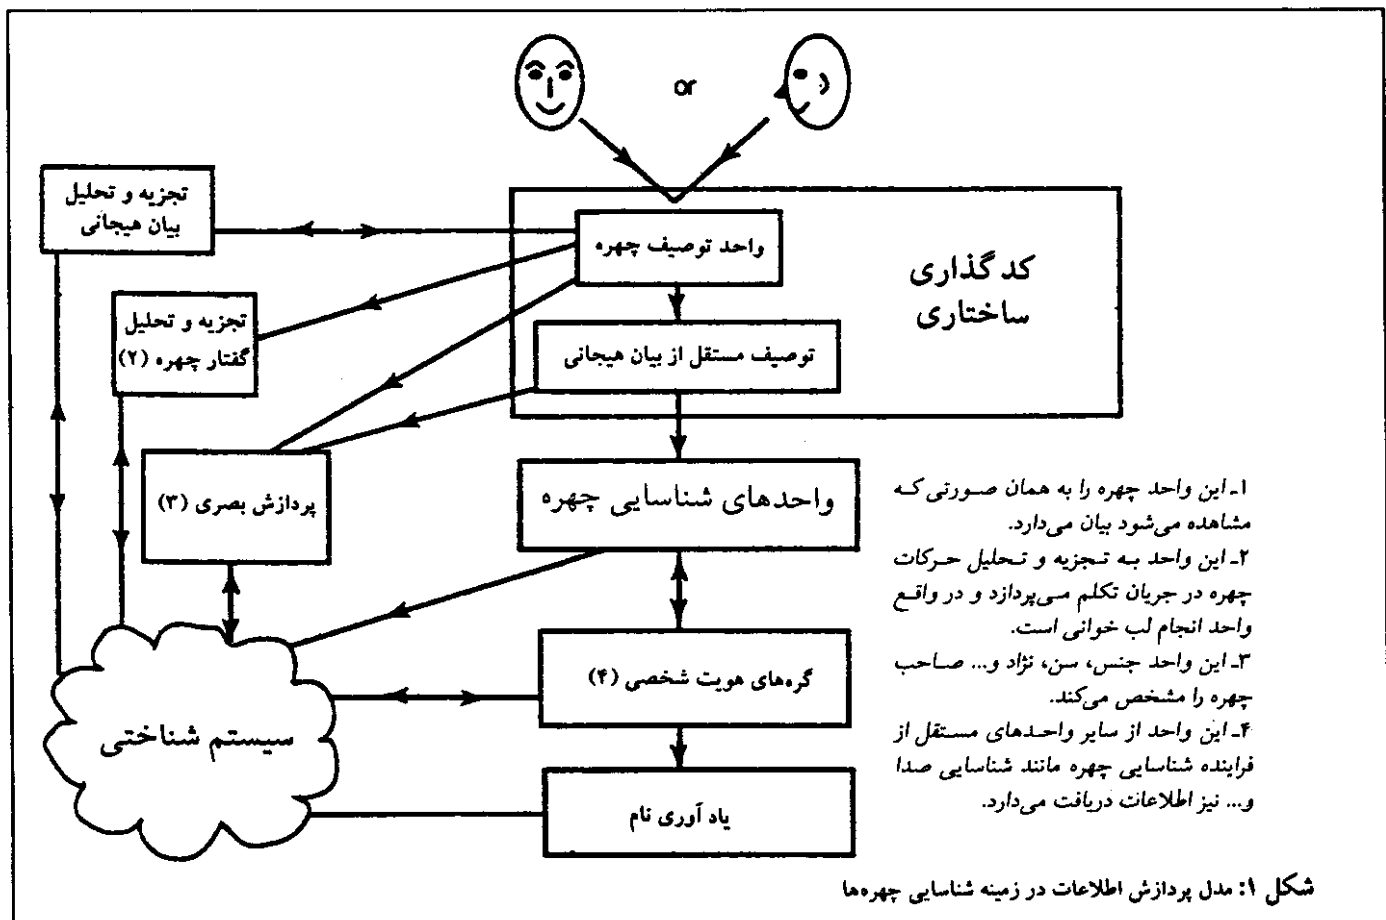 or
تجزیه و تحلیل
بیان هیجانی
واحد توصیف چهره
کد گذاری
ساختاری
تجزیه و تحلیل
گفتار چهره (۲)
توصیف مستقل از بیان هیجانی
پردازش بصری (۳)
واحدهای شناسایی چهره
گره‌های هویت شخصی (۴)
سیستم شناختی
یاد آوری نام
۱ـ این واحد چهره را به همان صورتی که
مشاهده می‌شود بیان می‌دارد.
۲ـ این واحد به تجزیه و تحلیل حرکات
چهره در جریان تکلم می‌پردازد و در واقع
واحد انجام لب خوانی است.
۳ـ این واحد جنس، سن، نژاد و... صاحب
چهره را مشخص می‌کند.
۴ـ این واحد از سایر واحدهای مستقل از
فراینده شناسایی چهره مانند شناسایی صدا
و... نیز اطلاعات دریافت می‌دارد.
شکل ۱: مدل پردازش اطلاعات در زمینه شناسایی چهره‌ها